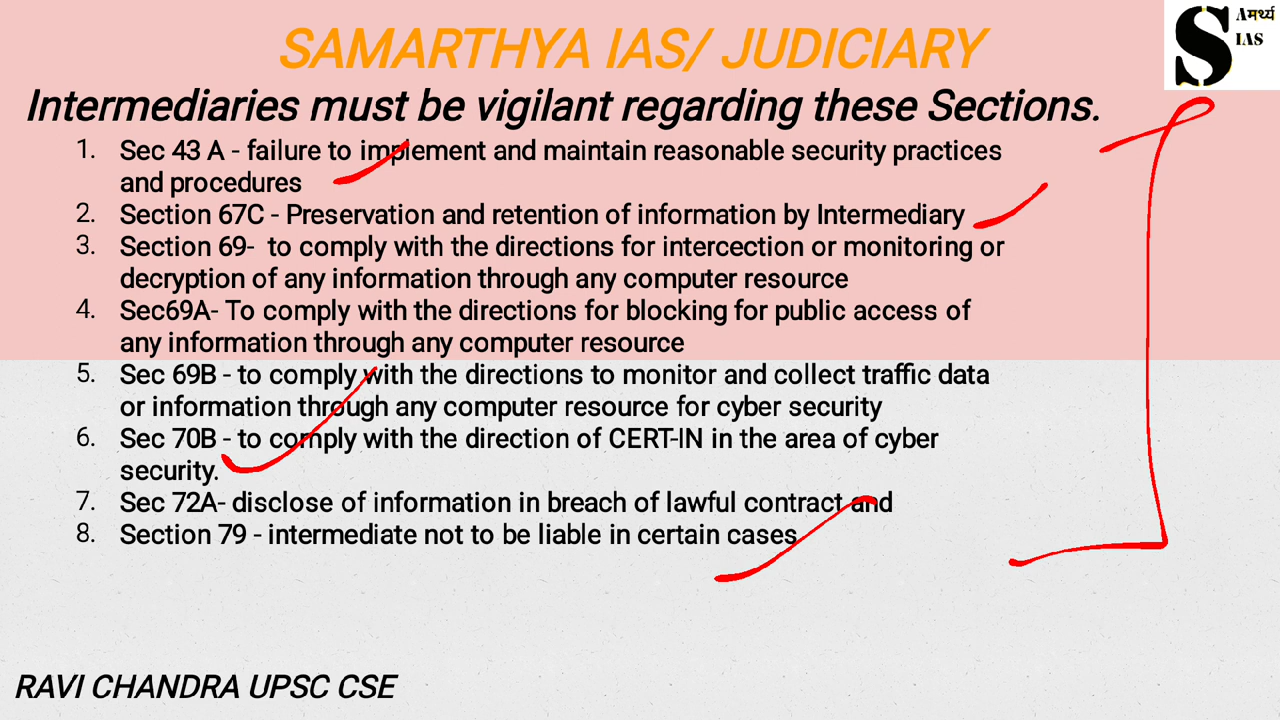 SAMARTHYA IAS/ JUDICIARY
Aमर्थ्य
S IAS
Intermediaries must be vigilant regarding these Sections.
1. Sec 43 A - failure to implement and maintain reasonable security practices
and procedures
2. Section 67C - Preservation and retention of information by Intermediary
3. Section 69- to comply with the directions for intercection or monitoring or
decryption of any information through any computer resource
4. Sec69A- To comply with the directions for blocking for public access of
any information through any computer resource
5. Sec 69B - to comply with the directions to monitor and collect traffic data
or information through any computer resource for cyber security
6. Sec 70B - to comply with the direction of CERT-IN in the area of cyber
security.
7. Sec 72A- disclose of information in breach of lawful contract and
8. Section 79 - intermediate not to be liable in certain cases
RAVI CHANDRA UPSC CSE